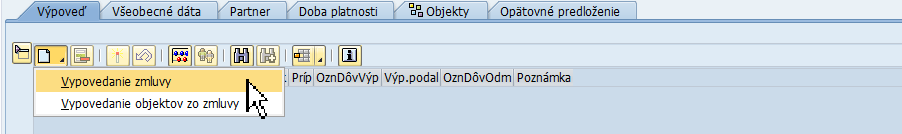 Výpoveď Všeobecné dáta Partner Doba platnosti Objekty Opätovné predloženie
Príp OznDôvVýp Výp.podal OznDôvOdm Poznámka
Vypovedanie zmluvy
Vypovedanie objektov zo zmluvy